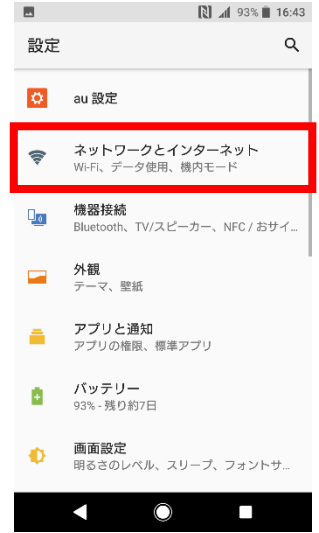 93% 16:43
設定
au 設定
ネットワークとインターネット
Wi-Fi、データ使用、機内モード
機器接続
Bluetooth、TV/スピーカー、NFC / おサイ...
外観
テーマ、壁紙
アプリと通知
アプリの権限、標準アプリ
バッテリー
93% - 残り約7日
画面設定
明るさのレベル、スリープ、フォントサ...